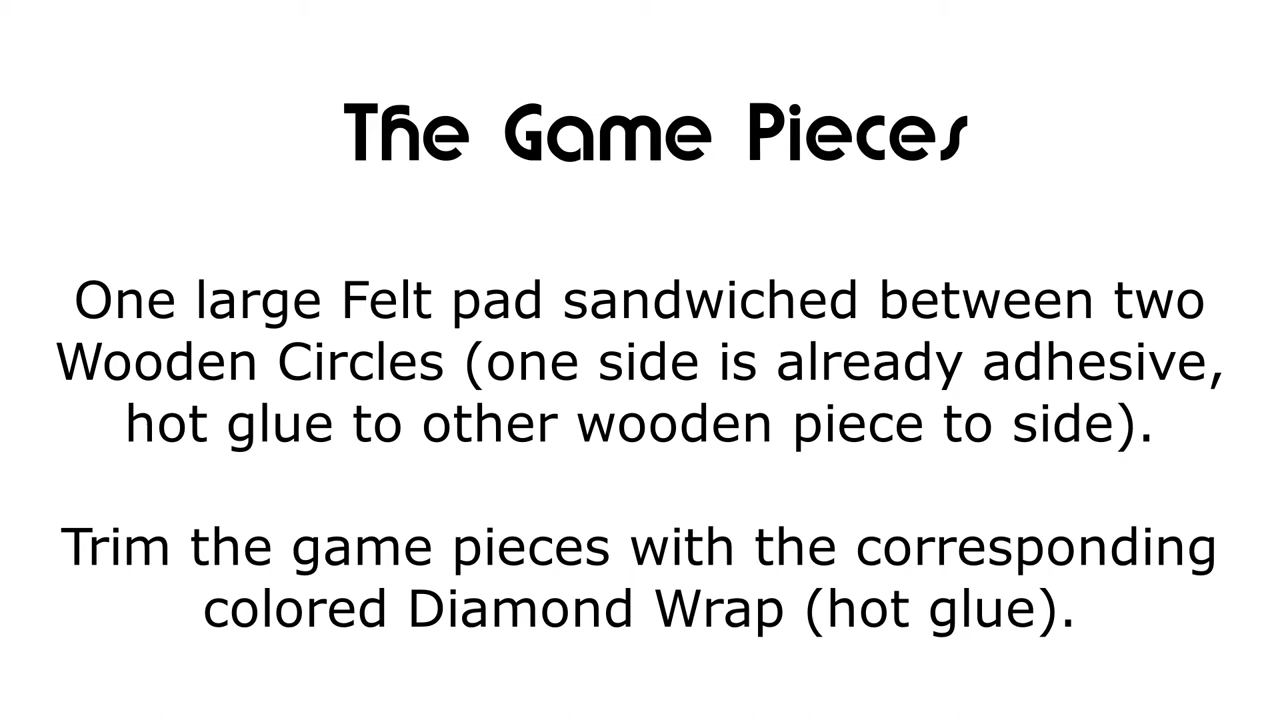 The Game Pieces
One large Felt pad sandwiched between two
Wooden Circles (one side is already adhesive,
hot glue to other wooden piece to side).
Trim the game pieces with the corresponding
colored Diamond Wrap (hot glue).